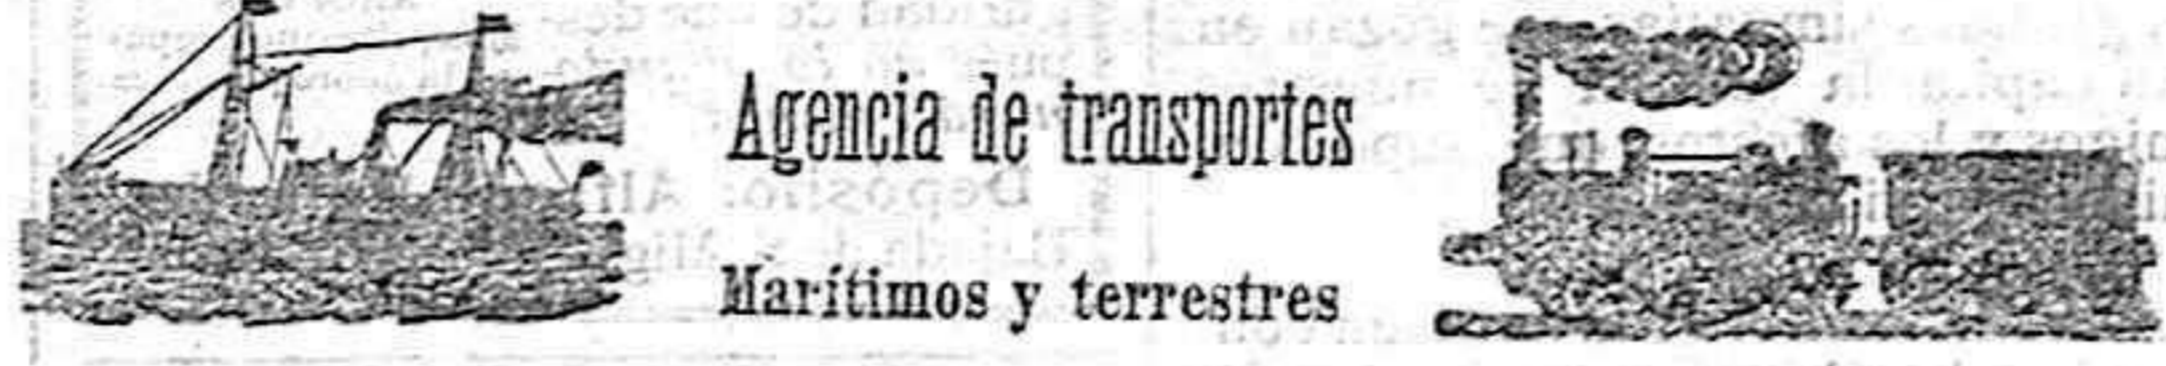 Agencia de transportes
Marítimos y terrestres